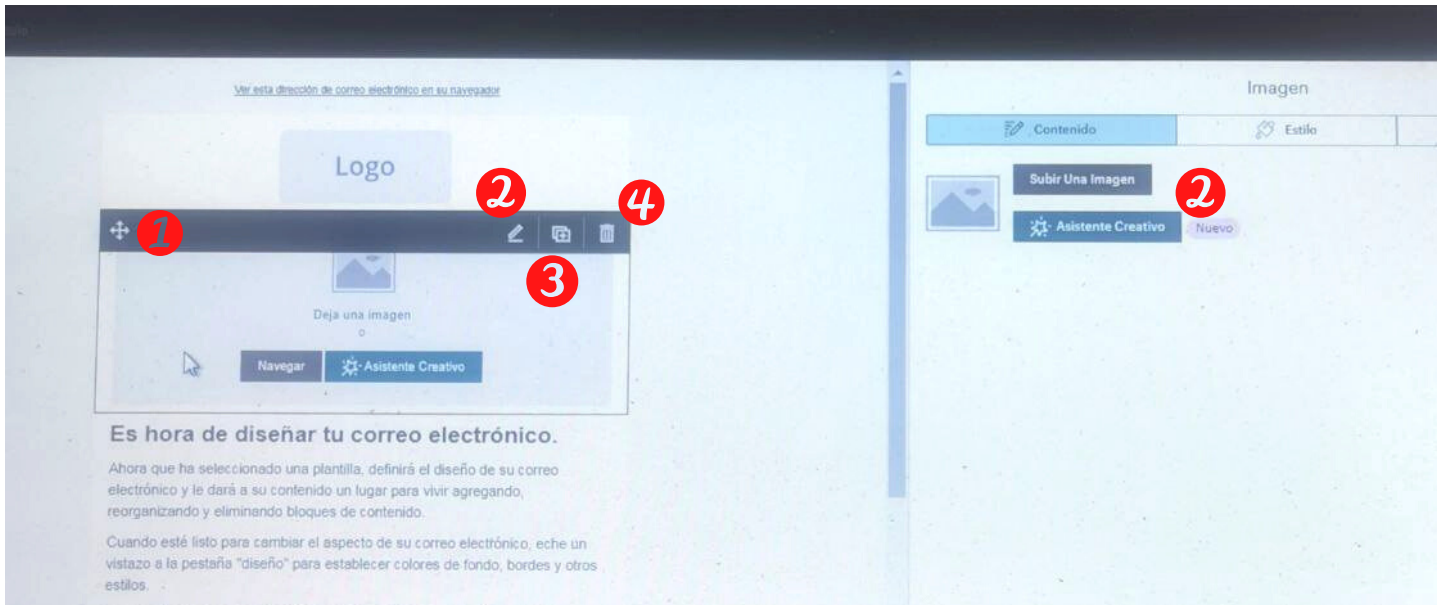 Ver esta dirección de correo electrónico en su navegador
Imagen
Contenido
Estilo
Logo
Subir Una Imagen
2
4
2
1
Asistente Creativo
Nuevo
3
Deja una imagen
o
Navegar
Asistente Creativo
Es hora de diseñar tu correo electrónico.
Ahora que ha seleccionado una plantilla, definirá el diseño de su correo
electrónico y le dará a su contenido un lugar para vivir agregando,
reorganizando y eliminando bloques de contenido.
Cuando esté listo para cambiar el aspecto de su correo electrónico, eche un
vistazo a la pestaña "diseño" para establecer colores de fondo, bordes y otros
estilos.